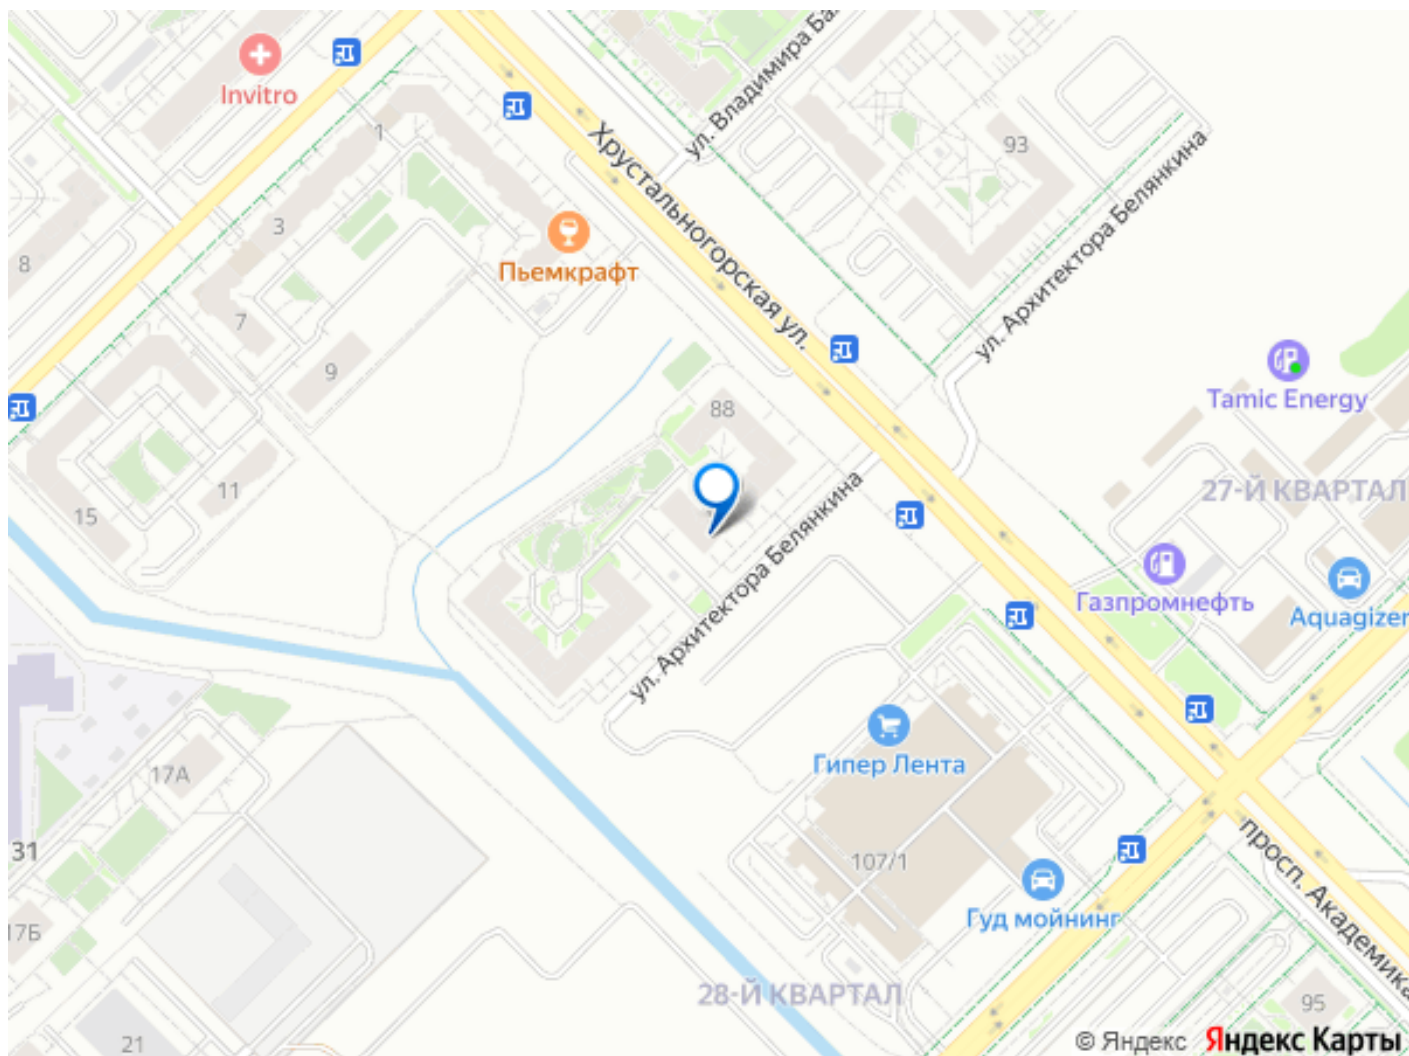 Invitro
ул. Владимира Ба
1
93
Хрустальногорская ул.
ул. Архитектора Белянкина
3
8
Пьемкрафт
7
9
Tamic Energy
88
27-Й КВАРТАЛ
11
15
ул. Архитектора Белянкина
Газпромнефть
Aquagizer
Гипер Лента
17А
31
107/1
просп. Академика
Гуд мойнинг
17Б
28-Й КВАРТАЛ
95
21
© Яндекс Яндекс Карты